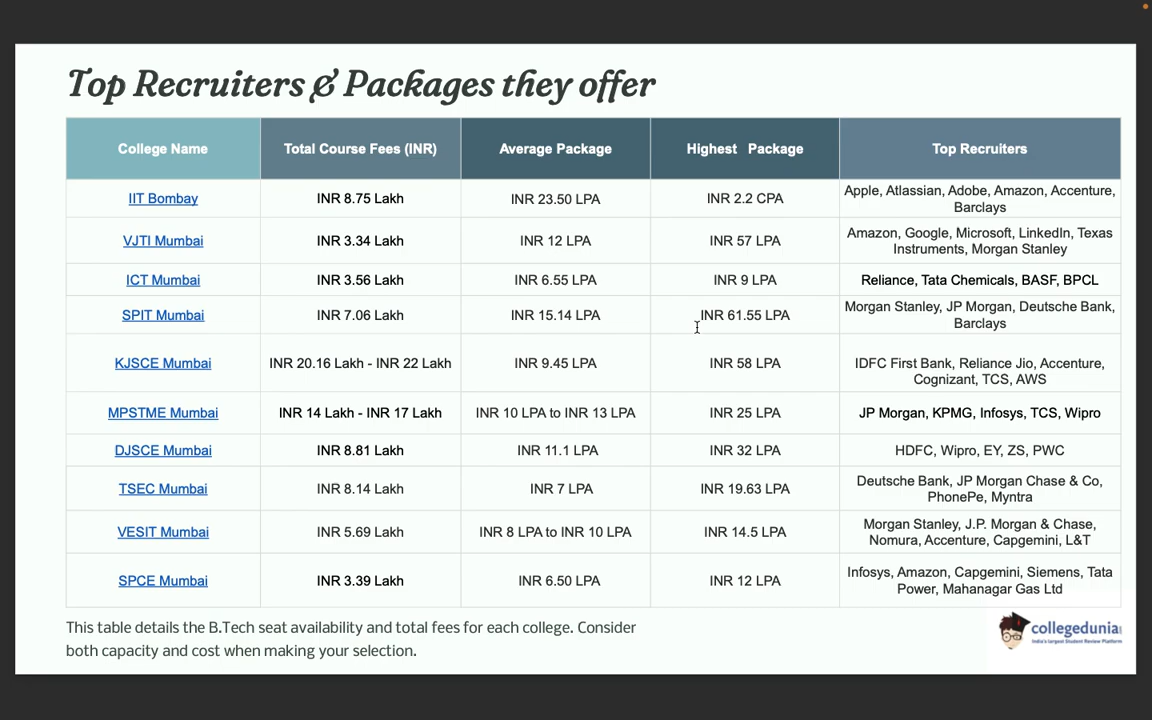 Top Recruiters & Packages they offer
College Name
Total Course Fees (INR)
Average Package
Highest Package
Top Recruiters
IIT Bombay
INR 8.75 Lakh
INR 23.50 LPA
INR 2.2 CPA
Apple, Atlassian, Adobe, Amazon, Accenture,
Barclays
VJTI Mumbai
INR 3.34 Lakh
INR 12 LPA
INR 57 LPA
Amazon, Google, Microsoft, LinkedIn, Texas
Instruments, Morgan Stanley
ICT Mumbai
INR 3.56 Lakh
INR 6.55 LPA
INR 9 LPA
Reliance, Tata Chemicals, BASF, BPCL
SPIT Mumbai
INR 7.06 Lakh
INR 15.14 LPA
INR 61.55 LPA
Morgan Stanley, JP Morgan, Deutsche Bank,
Barclays
KJSCE Mumbai
INR 20.16 Lakh - INR 22 Lakh
INR 9.45 LPA
INR 58 LPA
IDFC First Bank, Reliance Jio, Accenture,
Cognizant, TCS, AWS
MPSTME Mumbai
INR 14 Lakh - INR 17 Lakh
INR 10 LPA to INR 13 LPA
INR 25 LPA
JP Morgan, KPMG, Infosys, TCS, Wipro
DJSCE Mumbai
INR 8.81 Lakh
INR 11.1 LPA
INR 32 LPA
HDFC, Wipro, EY, ZS, PWC
TSEC Mumbai
INR 8.14 Lakh
INR 7 LPA
INR 19.63 LPA
Deutsche Bank, JP Morgan Chase & Co,
PhonePe, Myntra
VESIT Mumbai
INR 5.69 Lakh
INR 8 LPA to INR 10 LPA
INR 14.5 LPA
Morgan Stanley, J.P. Morgan & Chase,
Nomura, Accenture, Capgemini, L&T
SPCE Mumbai
INR 3.39 Lakh
INR 6.50 LPA
INR 12 LPA
Infosys, Amazon, Capgemini, Siemens, Tata
Power, Mahanagar Gas Ltd
This table details the B.Tech seat availability and total fees for each college. Consider
both capacity and cost when making your selection.
collegedunia
India's largest Student Review Platform